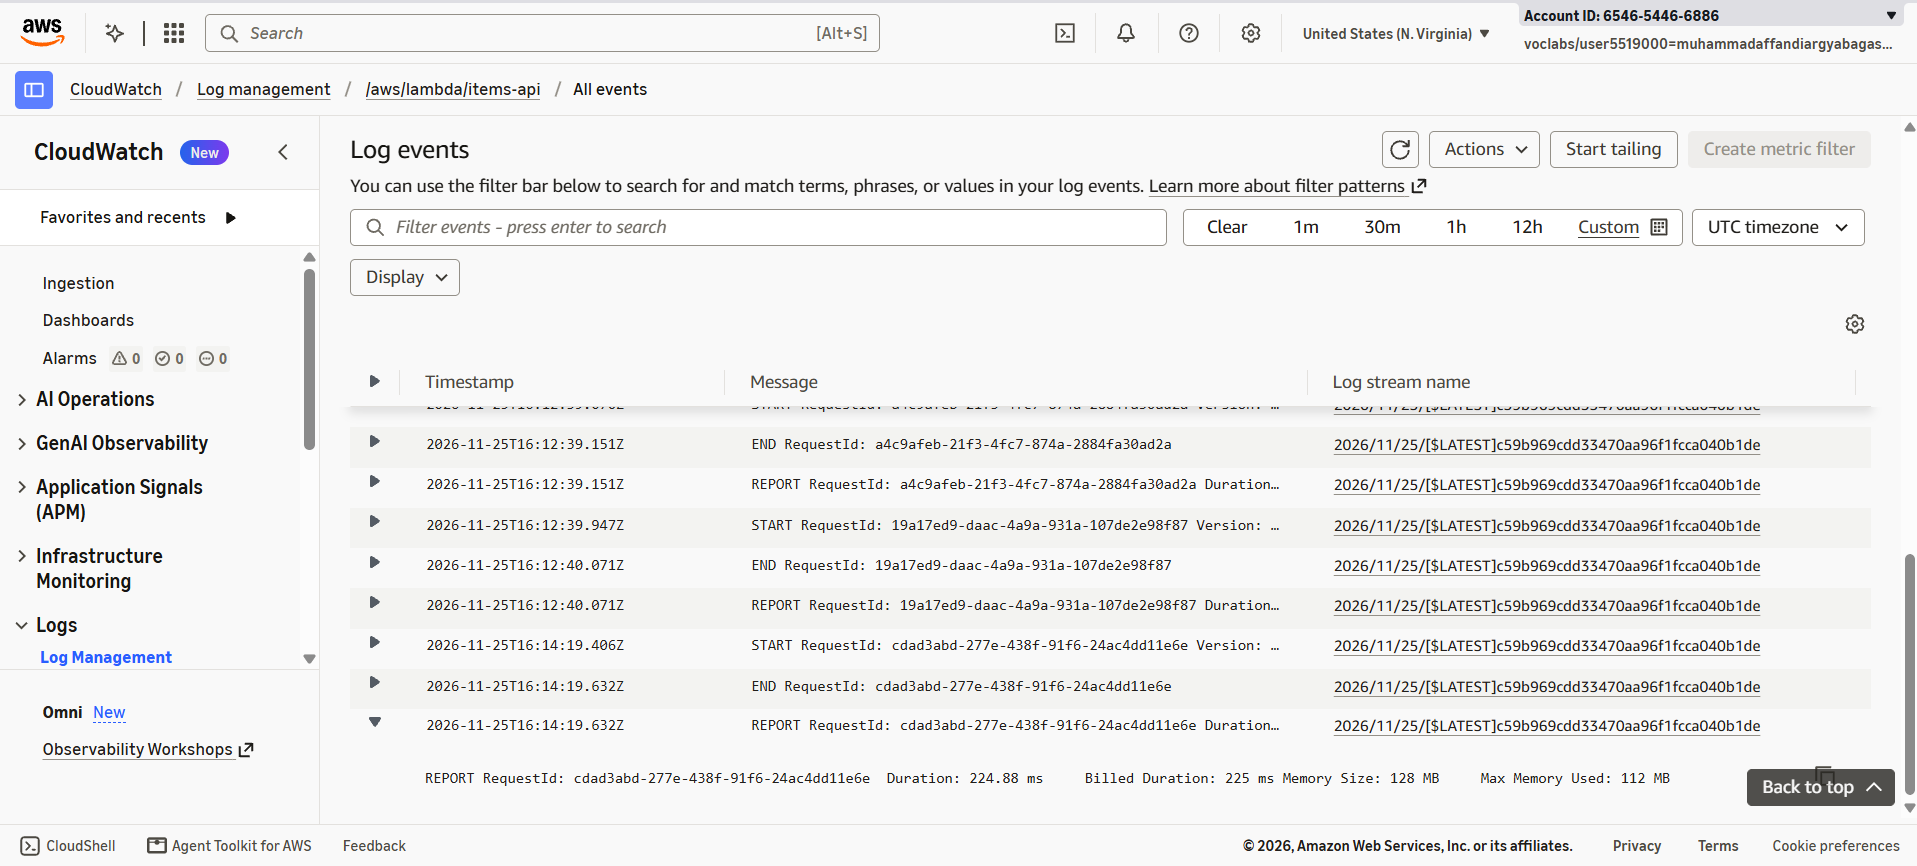 aws
Search [Alt+S]
United States (N. Virginia)
Account ID: 6546-5446-6886
voclabs/user5519000=muhammadaffandiargyabagas...
CloudWatch / Log management / /aws/lambda/items-api / All events
CloudWatch New
Favorites and recents
Ingestion
Dashboards
Alarms 0 0 0
AI Operations
GenAI Observability
Application Signals
(APM)
Infrastructure
Monitoring
Logs
Log Management
Omni New
Observability Workshops
Log events
Actions
Start tailing
Create metric filter
You can use the filter bar below to search for and match terms, phrases, or values in your log events. Learn more about filter patterns
Filter events - press enter to search
Clear 1m 30m 1h 12h Custom
UTC timezone
Display
Timestamp Message Log stream name
2026-11-25T16:12:39.151Z END RequestId: a4c9afeb-21f3-4fc7-874a-2884fa30ad2a 2026/11/25/[$LATEST]c59b969cdd33470aa96f1fcca040b1de
2026-11-25T16:12:39.151Z REPORT RequestId: a4c9afeb-21f3-4fc7-874a-2884fa30ad2a Duration… 2026/11/25/[$LATEST]c59b969cdd33470aa96f1fcca040b1de
2026-11-25T16:12:39.947Z START RequestId: 19a17ed9-daac-4a9a-931a-107de2e98f87 Version: … 2026/11/25/[$LATEST]c59b969cdd33470aa96f1fcca040b1de
2026-11-25T16:12:40.071Z END RequestId: 19a17ed9-daac-4a9a-931a-107de2e98f87 2026/11/25/[$LATEST]c59b969cdd33470aa96f1fcca040b1de
2026-11-25T16:12:40.071Z REPORT RequestId: 19a17ed9-daac-4a9a-931a-107de2e98f87 Duration… 2026/11/25/[$LATEST]c59b969cdd33470aa96f1fcca040b1de
2026-11-25T16:14:19.406Z START RequestId: cdad3abd-277e-438f-91f6-24ac4dd11e6e Version: … 2026/11/25/[$LATEST]c59b969cdd33470aa96f1fcca040b1de
2026-11-25T16:14:19.632Z END RequestId: cdad3abd-277e-438f-91f6-24ac4dd11e6e 2026/11/25/[$LATEST]c59b969cdd33470aa96f1fcca040b1de
2026-11-25T16:14:19.632Z REPORT RequestId: cdad3abd-277e-438f-91f6-24ac4dd11e6e Duration… 2026/11/25/[$LATEST]c59b969cdd33470aa96f1fcca040b1de
REPORT RequestId: cdad3abd-277e-438f-91f6-24ac4dd11e6e Duration: 224.88 ms Billed Duration: 225 ms Memory Size: 128 MB Max Memory Used: 112 MB
Back to top
CloudShell Agent Toolkit for AWS Feedback © 2026, Amazon Web Services, Inc. or its affiliates. Privacy Terms Cookie preferences